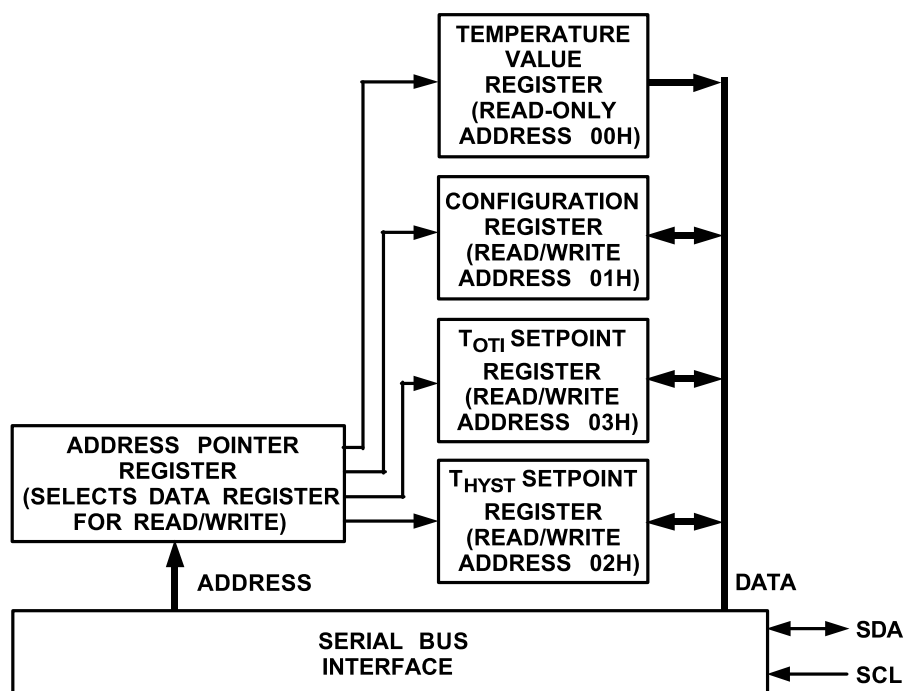 TEMPERATURE
VALUE
REGISTER
(READ-ONLY
ADDRESS 00H)
CONFIGURATION
REGISTER
(READ/WRITE
ADDRESS 01H)
TOTI SETPOINT
REGISTER
(READ/WRITE
ADDRESS 03H)
ADDRESS POINTER
REGISTER
(SELECTS DATA REGISTER
FOR READ/WRITE)
THYST SETPOINT
REGISTER
(READ/WRITE
ADDRESS 02H)
ADDRESS
DATA
SERIAL BUS
INTERFACE
SDA
SCL